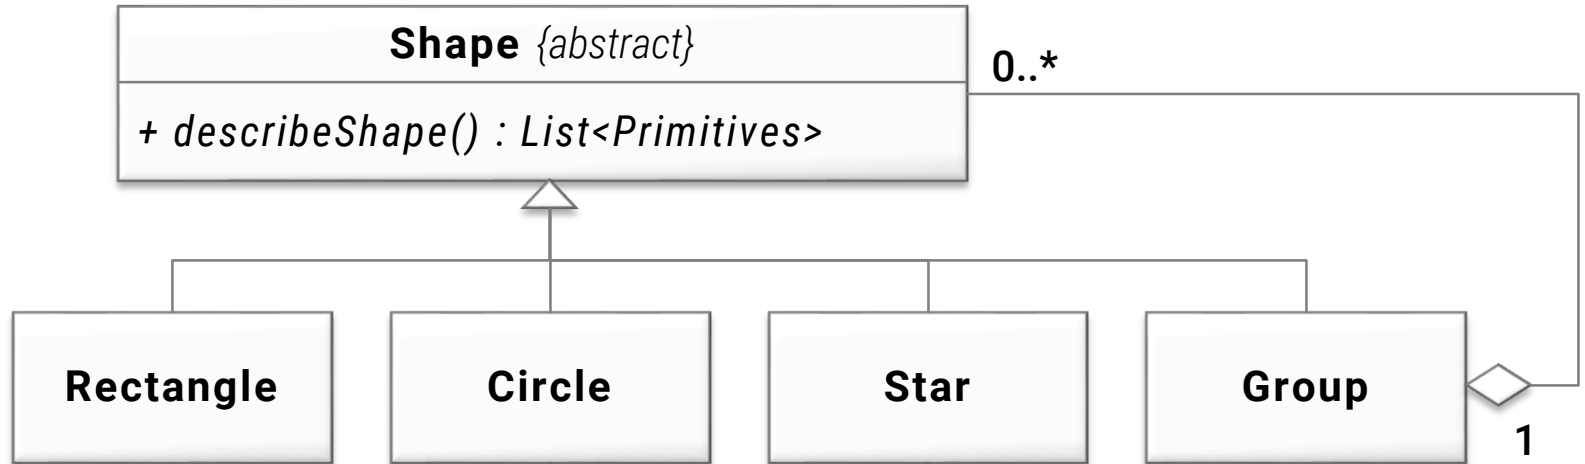 Shape {abstract}
0..*
+ describeShape() : List<Primitives>
Rectangle
Circle
Star
Group
1